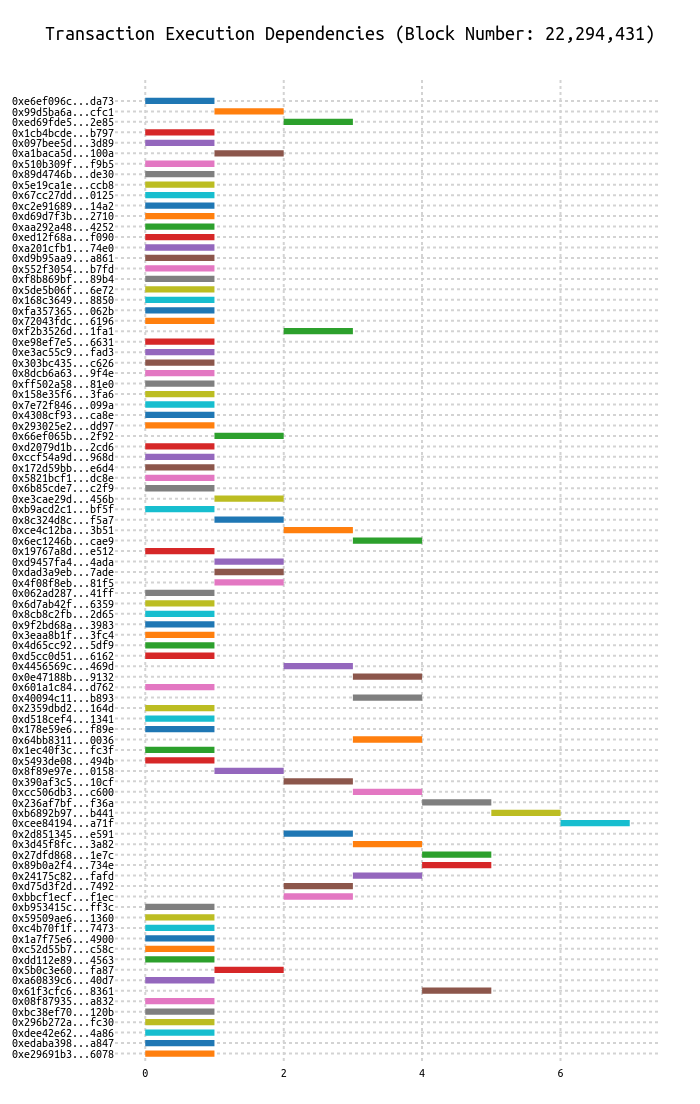 Transaction Execution Dependencies (Block Number: 22,294,431)
0xe6ef096c...da73
0x99d5ba6a...cfc1
0xed69fde5...2e85
0x1cb4bcde...b797
0x097bee5d...3d89
0xa1baca5d...100a
0x510b309f...f9b5
0x89d4746b...de30
0x5e19ca1e...ccb8
0x67cc27dd...0125
0xc2e91689...14a2
0xd69d7f3b...2710
0xaa292a48...4252
0xed12f68a...f090
0xa201cfb1...74e0
0xd9b95aa9...a861
0x552f3054...b7fd
0xf8b869bf...89b4
0x5de5b06f...6e72
0x168c3649...8850
0xfa357365...062b
0x72043fdc...6196
0xf2b3526d...1fa1
0xe98ef7e5...6631
0xe3ac55c9...fad3
0x303bc435...c626
0x8dcb6a63...9f4e
0xff502a58...81e0
0x158e35f6...3fa6
0x7e72f846...099a
0x4308cf93...ca8e
0x293025e2...dd97
0x66ef065b...2f92
0xd2079d1b...2cd6
0xccf54a9d...968d
0x172d59bb...e6d4
0x5821bcf1...dc8e
0x6b85cde7...c2f9
0xe3cae29d...456b
0xb9acd2c1...bf5f
0x8c324d8c...f5a7
0xce4c12ba...3b51
0x6ec1246b...cae9
0x19767a8d...e512
0xd9457fa4...4ada
0xdad3a9eb...7ade
0x4f08f8eb...81f5
0x062ad287...41ff
0x6d7ab42f...6359
0x8cb8c2fb...2d65
0x9f2bd68a...3983
0x3eaa8b1f...3fc4
0x4d65cc92...5df9
0xd5cc0d51...6162
0x4456569c...469d
0x0e47188b...9132
0x601a1c84...d762
0x40094c11...b893
0x2359dbd2...164d
0xd518cef4...1341
0x178e59e6...f89e
0x64bb8311...0036
0x1ec40f3c...fc3f
0x5493de08...494b
0x8f89e97e...0158
0x390af3c5...10cf
0xcc506db3...c600
0x236af7bf...f36a
0xb6892b97...b441
0xcee84194...a71f
0x2d851345...e591
0x3d45f8fc...3a82
0x27dfd868...1e7c
0x89b0a2f4...734e
0x24175c82...fafd
0xd75d3f2d...7492
0xbbcf1ecf...f1ec
0xb953415c...ff3c
0x59509ae6...1360
0xc4b70f1f...7473
0x1a7f75e6...4900
0xc52d55b7...c58c
0xdd112e89...4563
0x5b0c3e60...fa87
0xa60839c6...40d7
0x61f3cfc6...8361
0x08f87935...a832
0xbc38ef70...120b
0x296b272a...fc30
0xdee42e62...4a86
0xedaba398...a847
0xe29691b3...6078
0 2 4 6